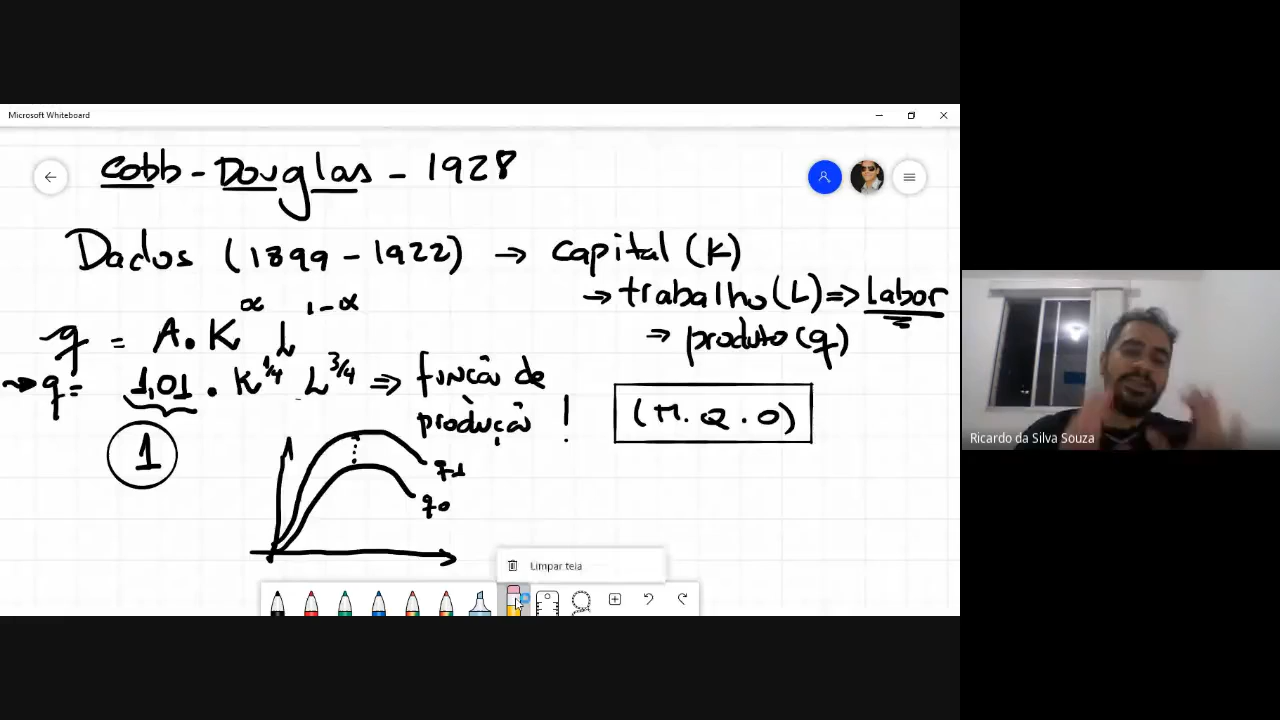 Microsoft Whiteboard
Cobb-Douglas - 1928
Dados (1899 - 1922) → capital (K)
→ trabalho (L) => labor
→ produto (q)
q = A. K^α L^1-α
→ q = 1,01 . K^1/4 L^3/4 => função de
produção !
(M.Q.O)
1
q1
q0
Limpar tela
Ricardo da Silva Souza